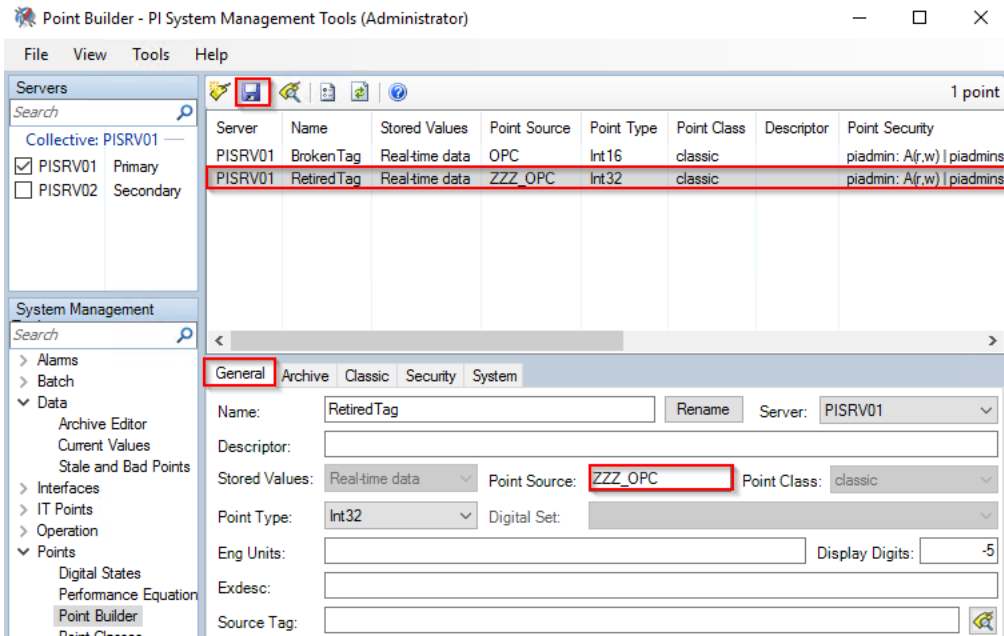 Point Builder - PI System Management Tools (Administrator)
File View Tools Help
Servers
Search
Collective: PISRV01
PISRV01 Primary
PISRV02 Secondary
1 point
Server Name Stored Values Point Source Point Type Point Class Descriptor Point Security
PISRV01 BrokenTag Real-time data OPC Int16 classic piadmin: A(r,w) | piadmins
PISRV01 RetiredTag Real-time data ZZZ_OPC Int32 classic piadmin: A(r,w) | piadmins
System Management
Search
Alarms
Batch
Data
Archive Editor
Current Values
Stale and Bad Points
Interfaces
IT Points
Operation
Points
Digital States
Performance Equation
Point Builder
General Archive Classic Security System
Name: RetiredTag Rename Server: PISRV01
Descriptor:
Stored Values: Real-time data Point Source: ZZZ_OPC Point Class: classic
Point Type: Int32 Digital Set:
Eng Units: Display Digits: -5
Exdesc:
Source Tag: